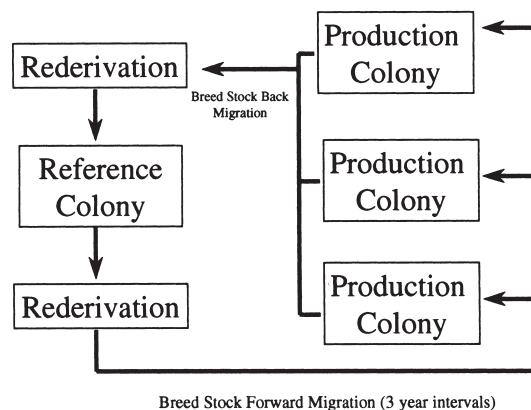 Rederivation
Breed Stock Back
Migration
Reference
Colony
Rederivation
Production
Colony
Production
Colony
Production
Colony
Breed Stock Forward Migration (3 year intervals)